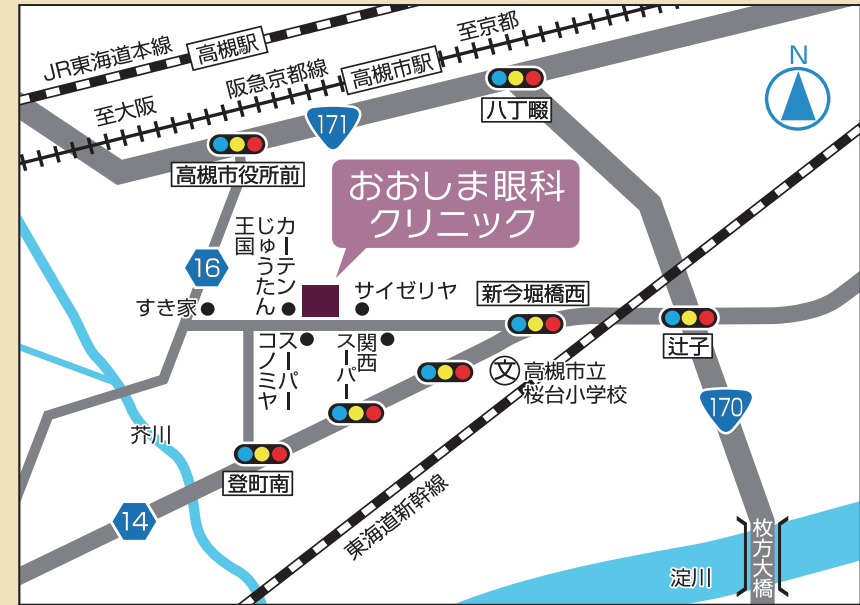 JR東海道本線
高槻駅
至京都
阪急京都線
高槻市駅
至大阪
N
171
八丁畷
高槻市役所前
おおしま眼科
クリニック
カーテン
じゅうたん
王国
16
すき家
サイゼリヤ
新今堀橋西
辻子
スーパー
コノミヤ
関西
スーパー
文
高槻市立
桜台小学校
170
芥川
登町南
14
東海道新幹線
淀川
枚方大橋